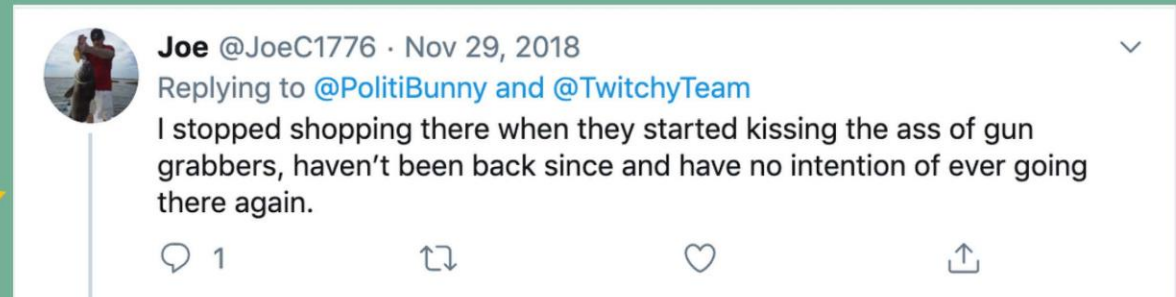 Joe @JoeC1776 · Nov 29, 2018
Replying to @PolitiBunny and @TwitchyTeam
I stopped shopping there when they started kissing the ass of gun
grabbers, haven’t been back since and have no intention of ever going
there again.
1